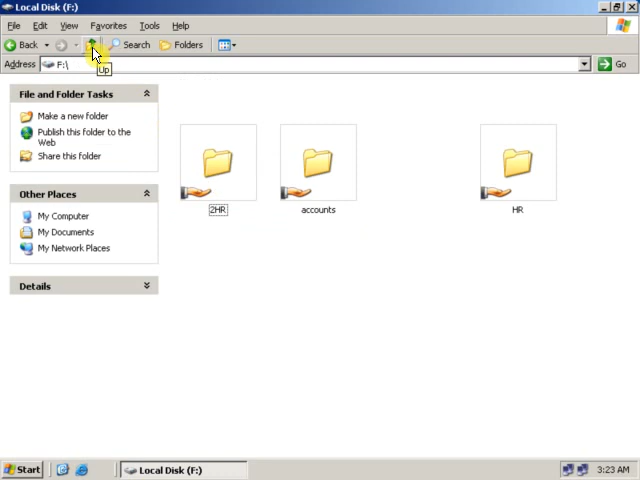 Local Disk (F:)
File Edit View Favorites Tools Help
Back Search Folders
Address F:\ Go
Up
File and Folder Tasks
Make a new folder
Publish this folder to the
Web
Share this folder
Other Places
My Computer
My Documents
My Network Places
Details
2HR accounts HR
Start Local Disk (F:) 3:23 AM